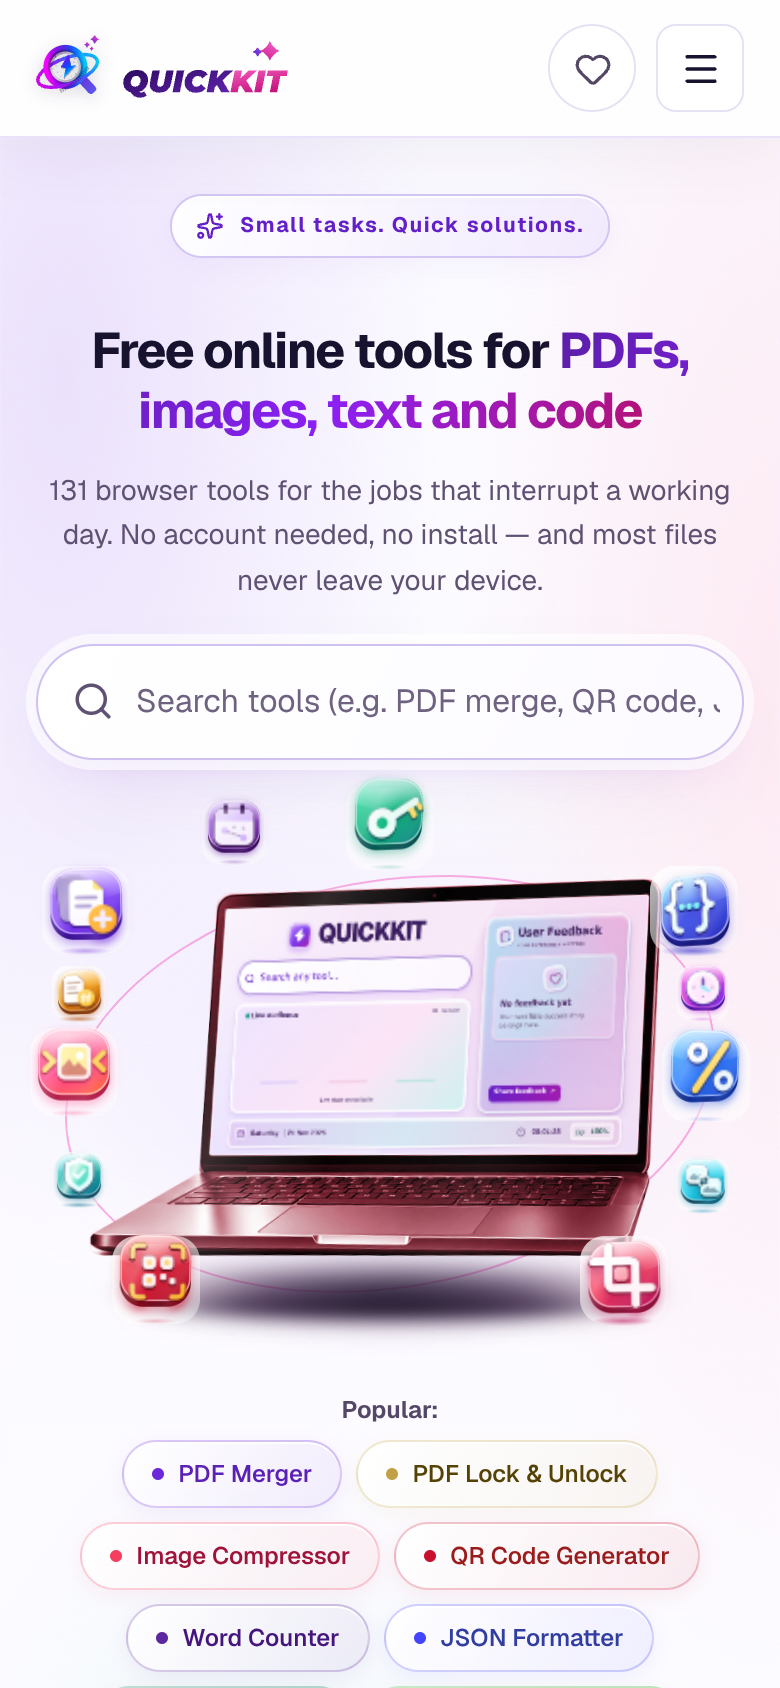 QUICKKIT
Small tasks. Quick solutions.
Free online tools for PDFs,
images, text and code
131 browser tools for the jobs that interrupt a working
day. No account needed, no install — and most files
never leave your device.
Search tools (e.g. PDF merge, QR code,
QUICKKIT
Search any tool...
User Feedback
No feedback yet
Share feedback
Saturday
100%
Popular:
PDF Merger
PDF Lock & Unlock
Image Compressor
QR Code Generator
Word Counter
JSON Formatter